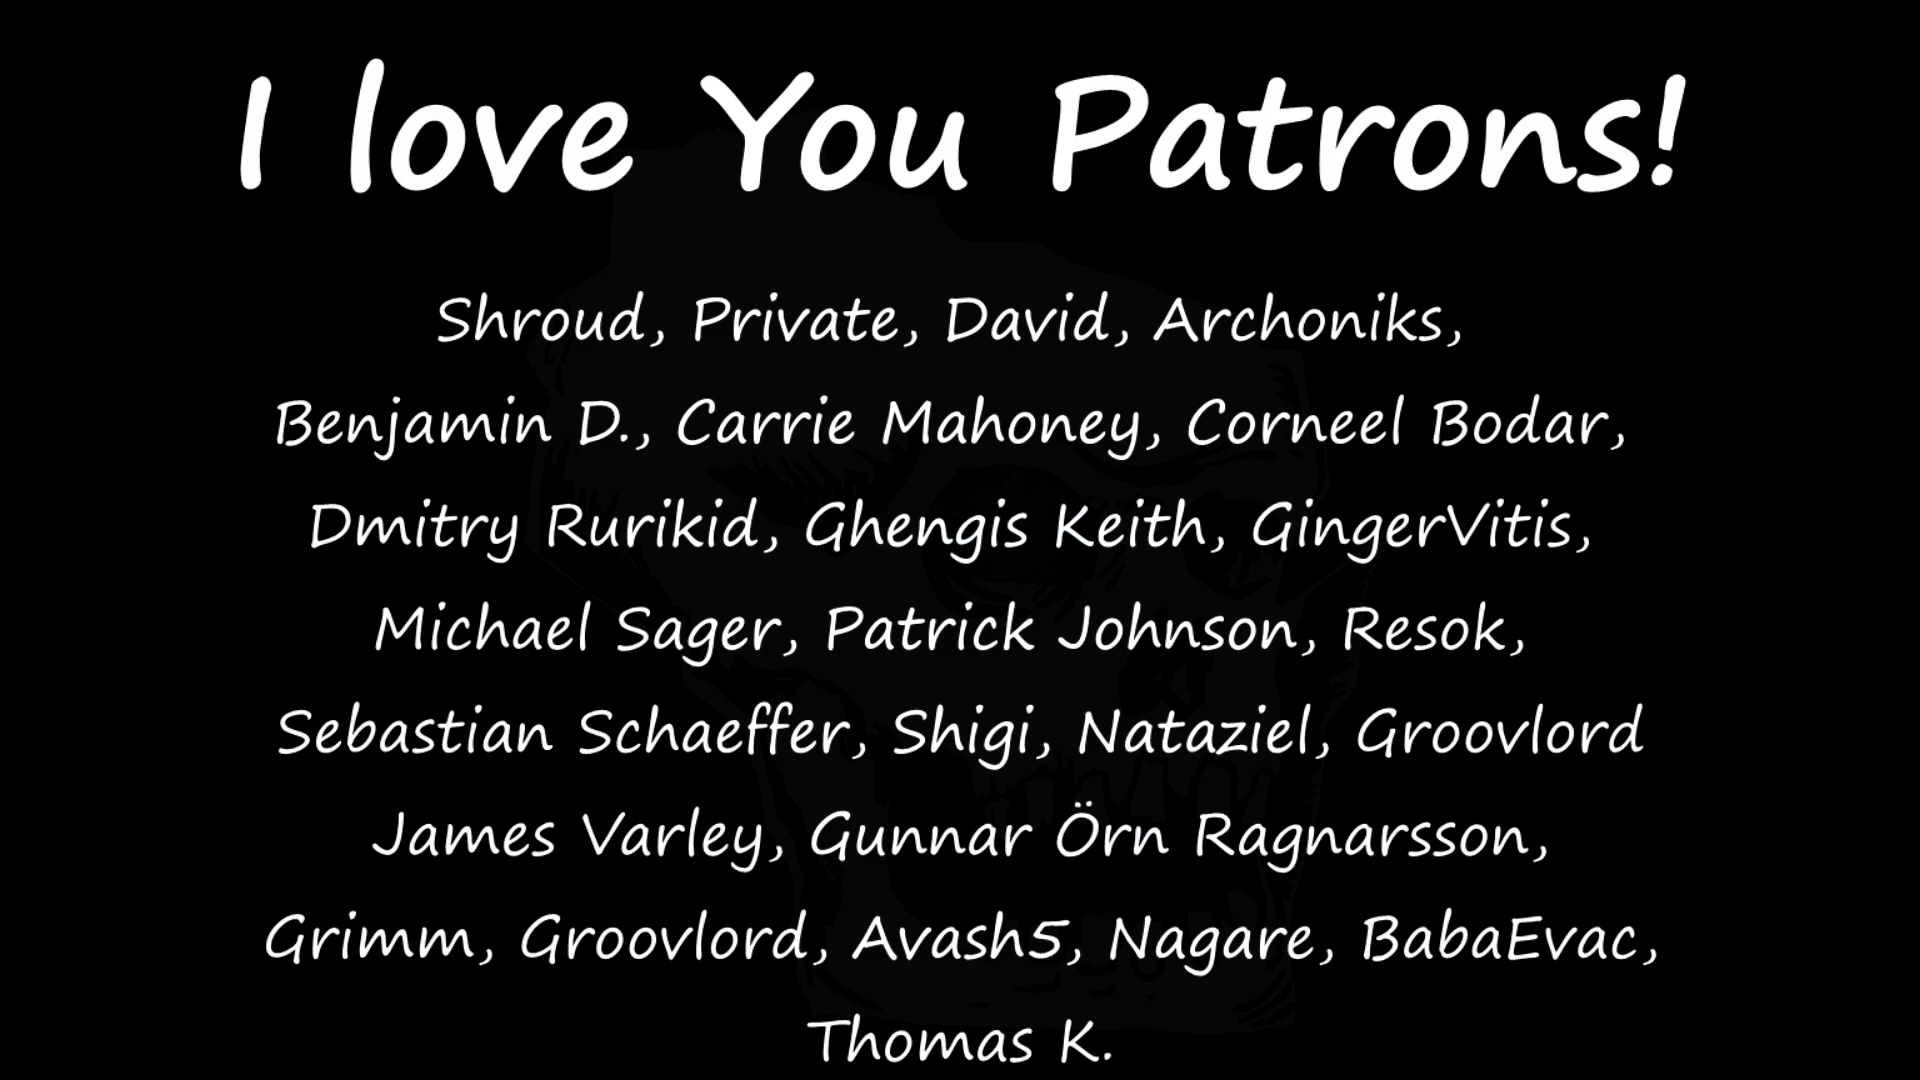 I love You Patrons!
Shroud, Private, David, Archoniks,
Benjamin D., Carrie Mahoney, Corneel Bodar,
Dmitry Rurikid, Ghengis Keith, GingerVitis,
Michael Sager, Patrick Johnson, Resok,
Sebastian Schaeffer, Shigi, Nataziel, Groovlord
James Varley, Gunnar Örn Ragnarsson,
Grimm, Groovlord, Avash5, Nagare, BabaEvac,
Thomas K.